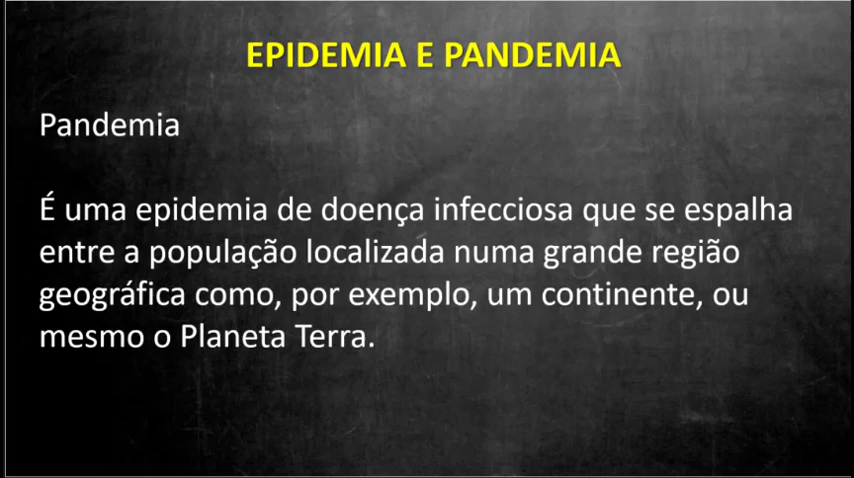 EPIDEMIA E PANDEMIA
Pandemia
É uma epidemia de doença infecciosa que se espalha
entre a população localizada numa grande região
geográfica como, por exemplo, um continente, ou
mesmo o Planeta Terra.